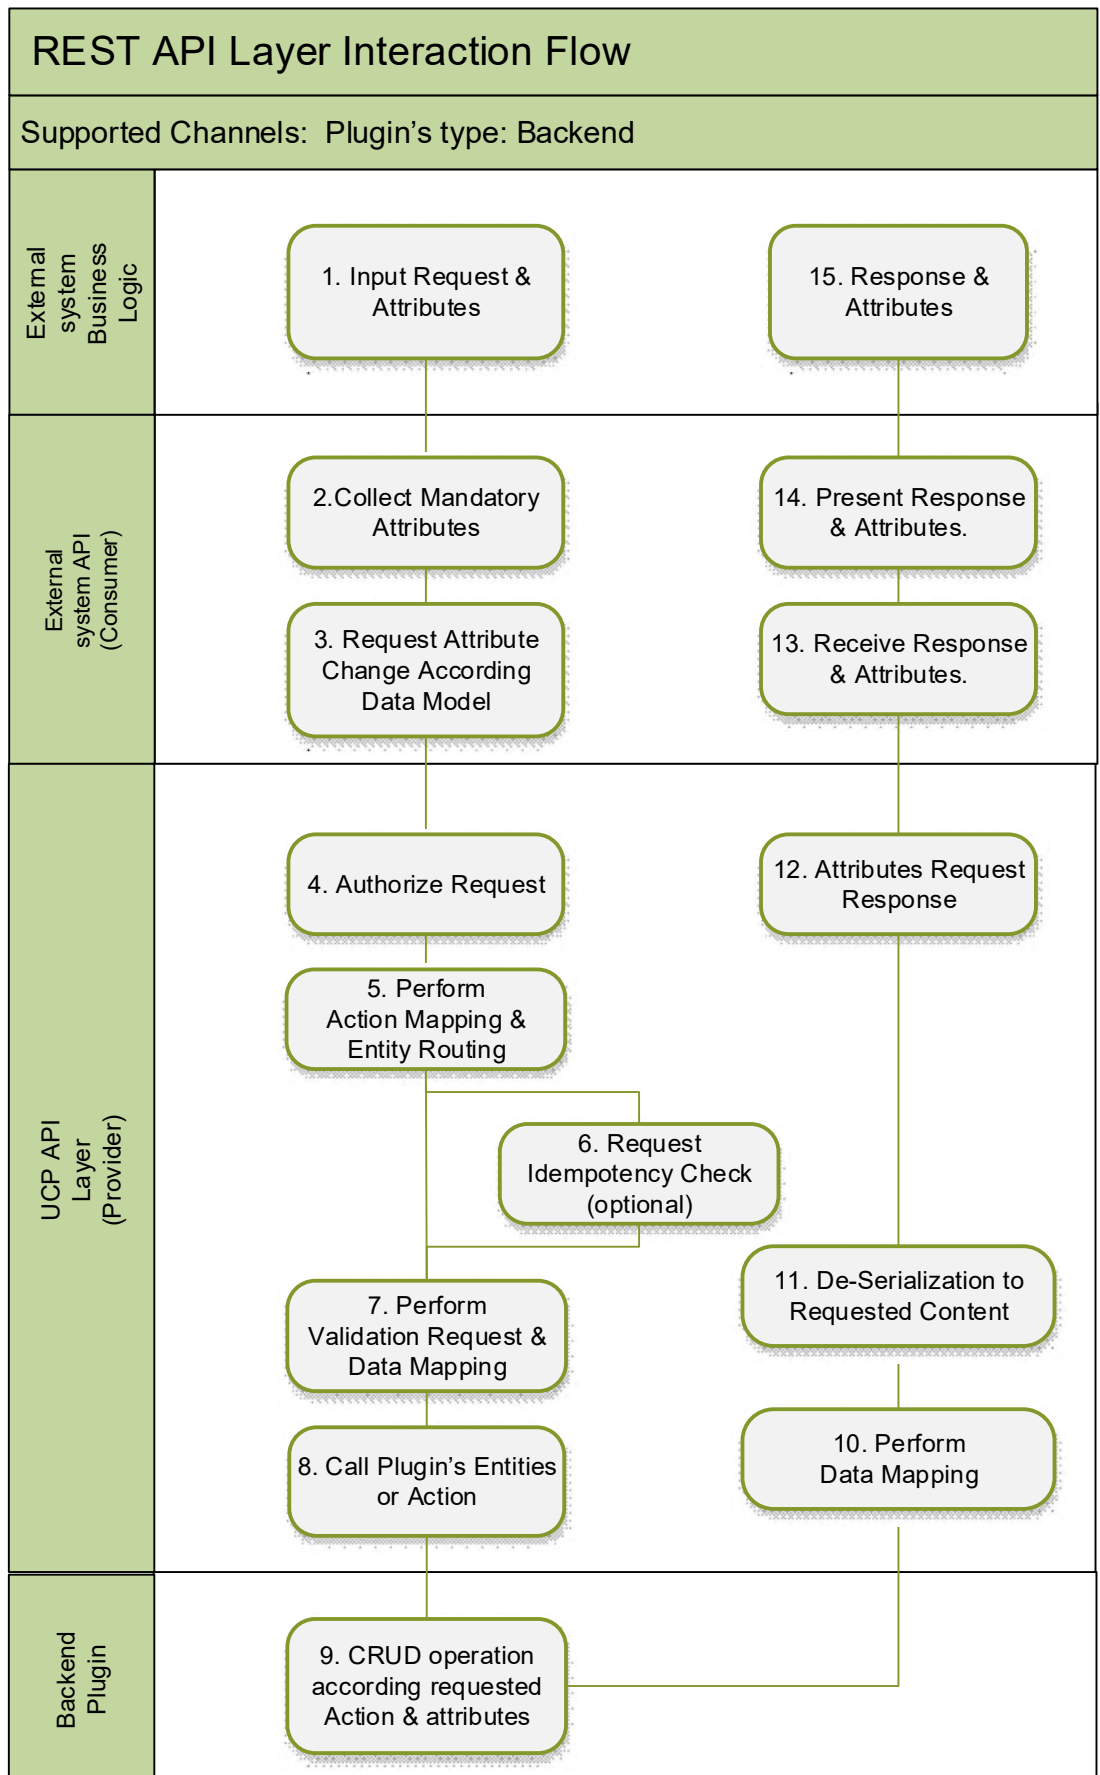 REST API Layer Interaction Flow
Supported Channels:  Plugin's type: Backend
External
system
Business
Logic
1. Input Request &
Attributes
15. Response &
Attributes
External
system API
(Consumer)
2.Collect Mandatory
Attributes
14. Present Response
& Attributes.
3. Request Attribute
Change According
Data Model
13. Receive Response
& Attributes.
UCP API
Layer
(Provider)
4. Authorize Request
12. Attributes Request
Response
5. Perform
Action Mapping &
Entity Routing
6. Request
Idempotency Check
(optional)
7. Perform
Validation Request &
Data Mapping
11. De-Serialization to
Requested Content
8. Call Plugin's Entities
or Action
10. Perform
Data Mapping
Backend
Plugin
9. CRUD operation
according requested
Action & attributes